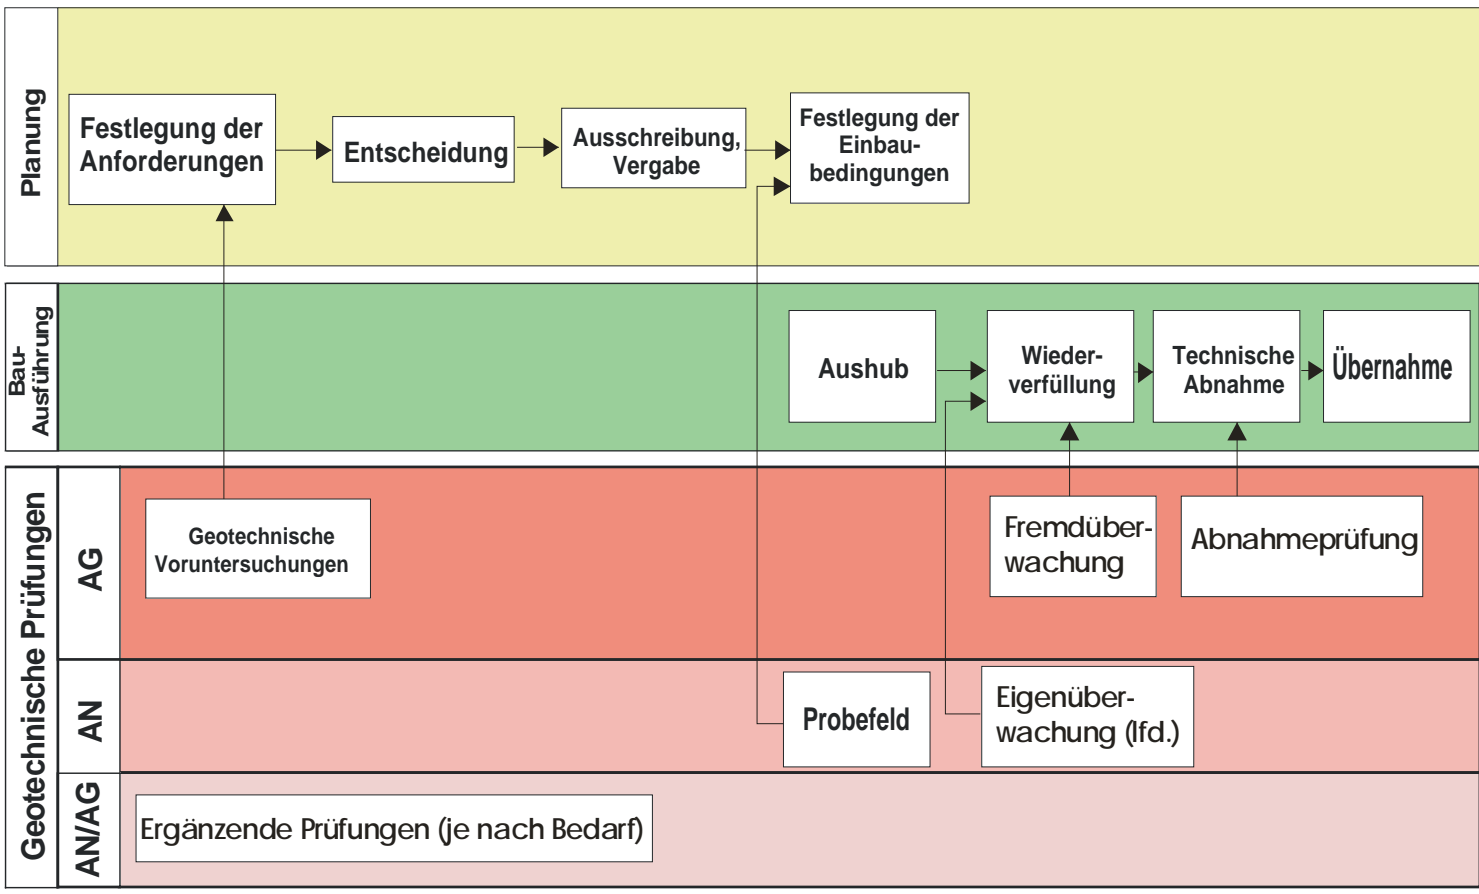 Planung
Festlegung der
Anforderungen
Entscheidung
Ausschreibung,
Vergabe
Festlegung der
Einbau-
bedingungen
Bau-
Ausführung
Aushub
Wieder-
verfüllung
Technische
Abnahme
Übernahme
Geotechnische Prüfungen
AG
Geotechnische
Voruntersuchungen
Fremdüber-
wachung
Abnahmeprüfung
AN
Probefeld
Eigenüber-
wachung (lfd.)
AN/AG
Ergänzende Prüfungen (je nach Bedarf)